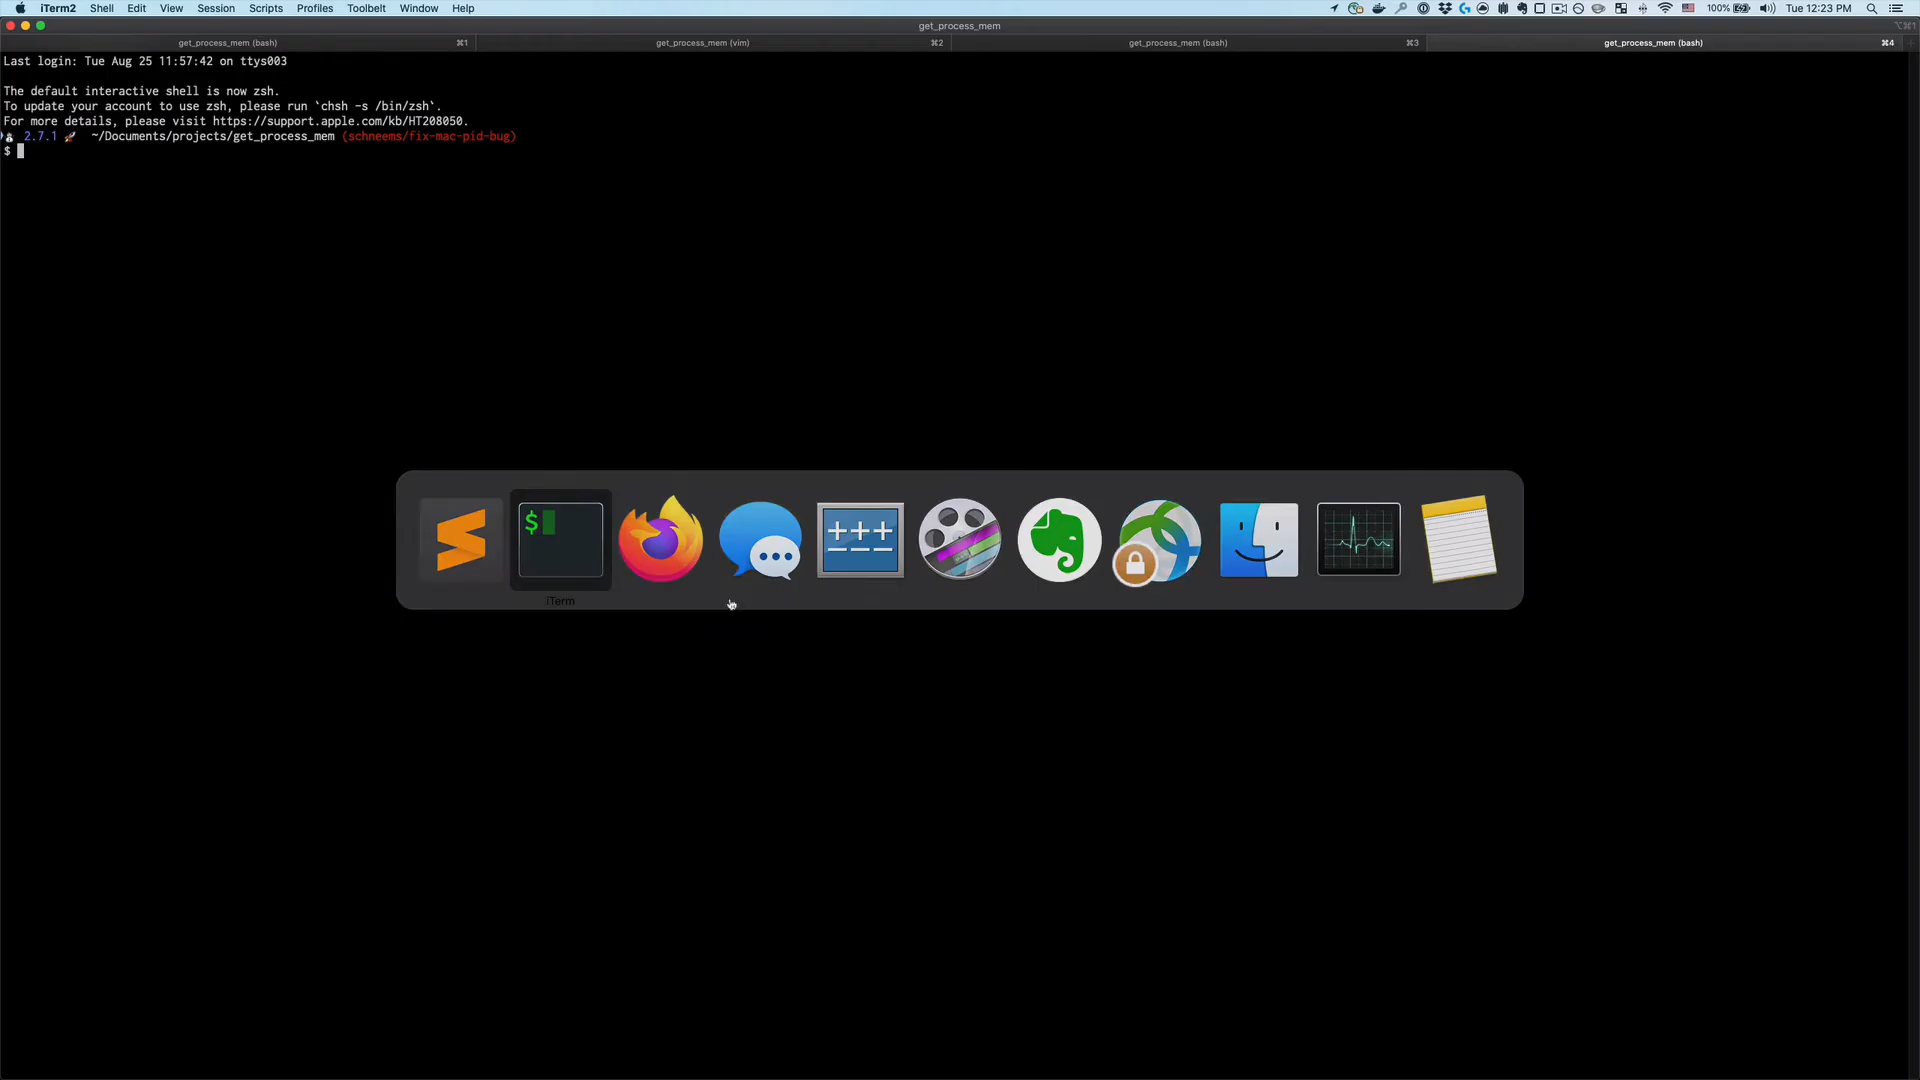 iTerm2 Shell Edit View Session Scripts Profiles Toolbelt Window Help 100% Tue 12:23 PM
get_process_mem ⌥⌘1
get_process_mem (bash) ⌘1 get_process_mem (vim) ⌘2 get_process_mem (bash) ⌘3 get_process_mem (bash) ⌘4
Last login: Tue Aug 25 11:57:42 on ttys003
The default interactive shell is now zsh.
To update your account to use zsh, please run `chsh -s /bin/zsh`.
For more details, please visit https://support.apple.com/kb/HT208050.
2.7.1 🚀 ~/Documents/projects/get_process_mem (schneems/fix-mac-pid-bug)
$
$
+++
iTerm